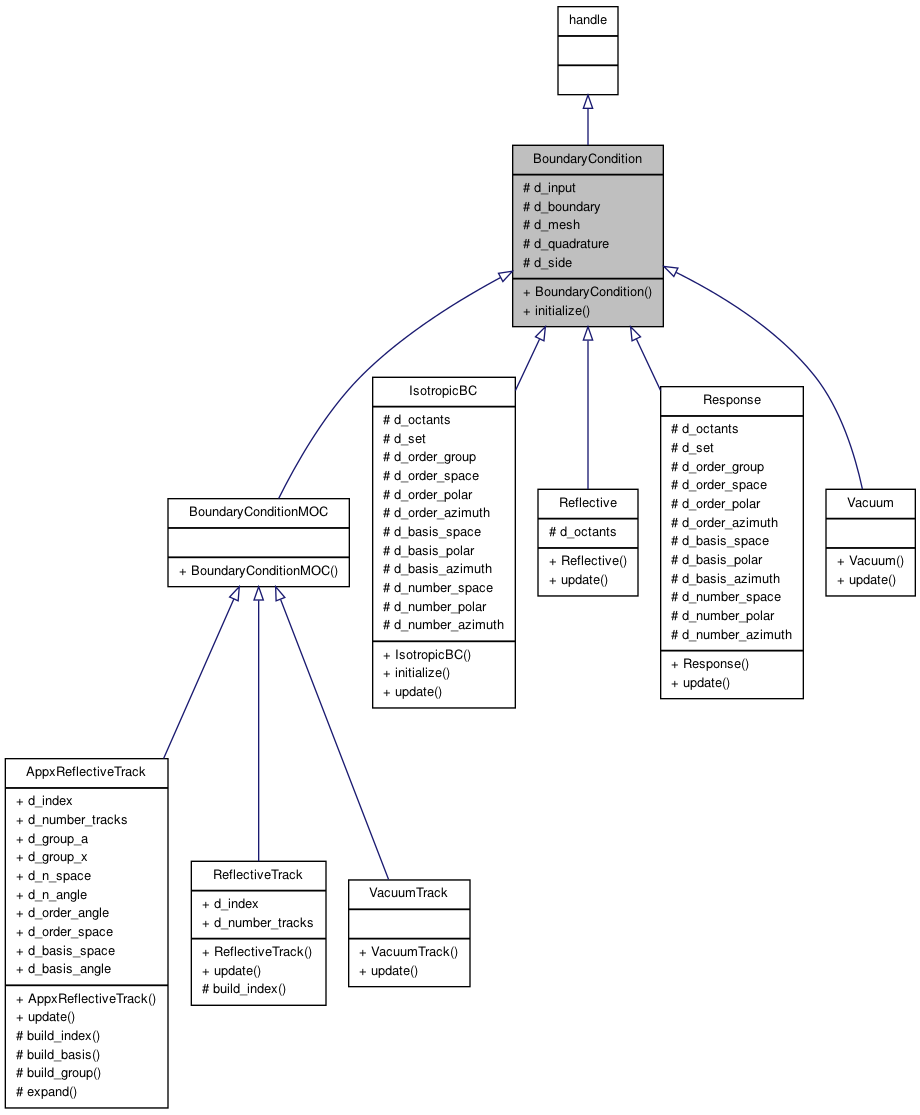 handle
BoundaryCondition
# d_input
# d_boundary
# d_mesh
# d_quadrature
# d_side
+ BoundaryCondition()
+ initialize()
BoundaryConditionMOC
+ BoundaryConditionMOC()
IsotropicBC
# d_octants
# d_set
# d_order_group
# d_order_space
# d_order_polar
# d_order_azimuth
# d_basis_space
# d_basis_polar
# d_basis_azimuth
# d_number_space
# d_number_polar
# d_number_azimuth
+ IsotropicBC()
+ initialize()
+ update()
Reflective
# d_octants
+ Reflective()
+ update()
Response
# d_octants
# d_set
# d_order_group
# d_order_space
# d_order_polar
# d_order_azimuth
# d_basis_space
# d_basis_polar
# d_basis_azimuth
# d_number_space
# d_number_polar
# d_number_azimuth
+ Response()
+ update()
Vacuum
+ Vacuum()
+ update()
AppxReflectiveTrack
+ d_index
+ d_number_tracks
+ d_group_a
+ d_group_x
+ d_n_space
+ d_n_angle
+ d_order_angle
+ d_order_space
+ d_basis_space
+ d_basis_angle
+ AppxReflectiveTrack()
+ update()
# build_index()
# build_basis()
# build_group()
# expand()
ReflectiveTrack
+ d_index
+ d_number_tracks
+ ReflectiveTrack()
+ update()
# build_index()
VacuumTrack
+ VacuumTrack()
+ update()